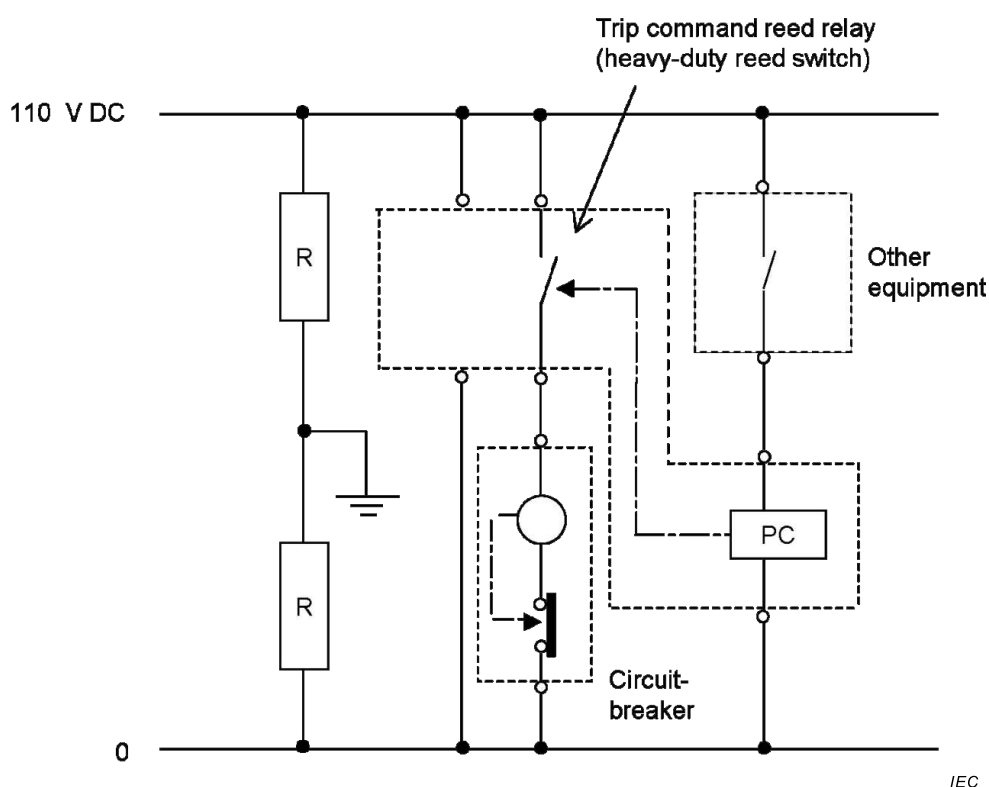 Trip command reed relay
(heavy-duty reed switch)
110 V DC
R
Other
equipment
PC
R
Circuit-
breaker
0
IEC